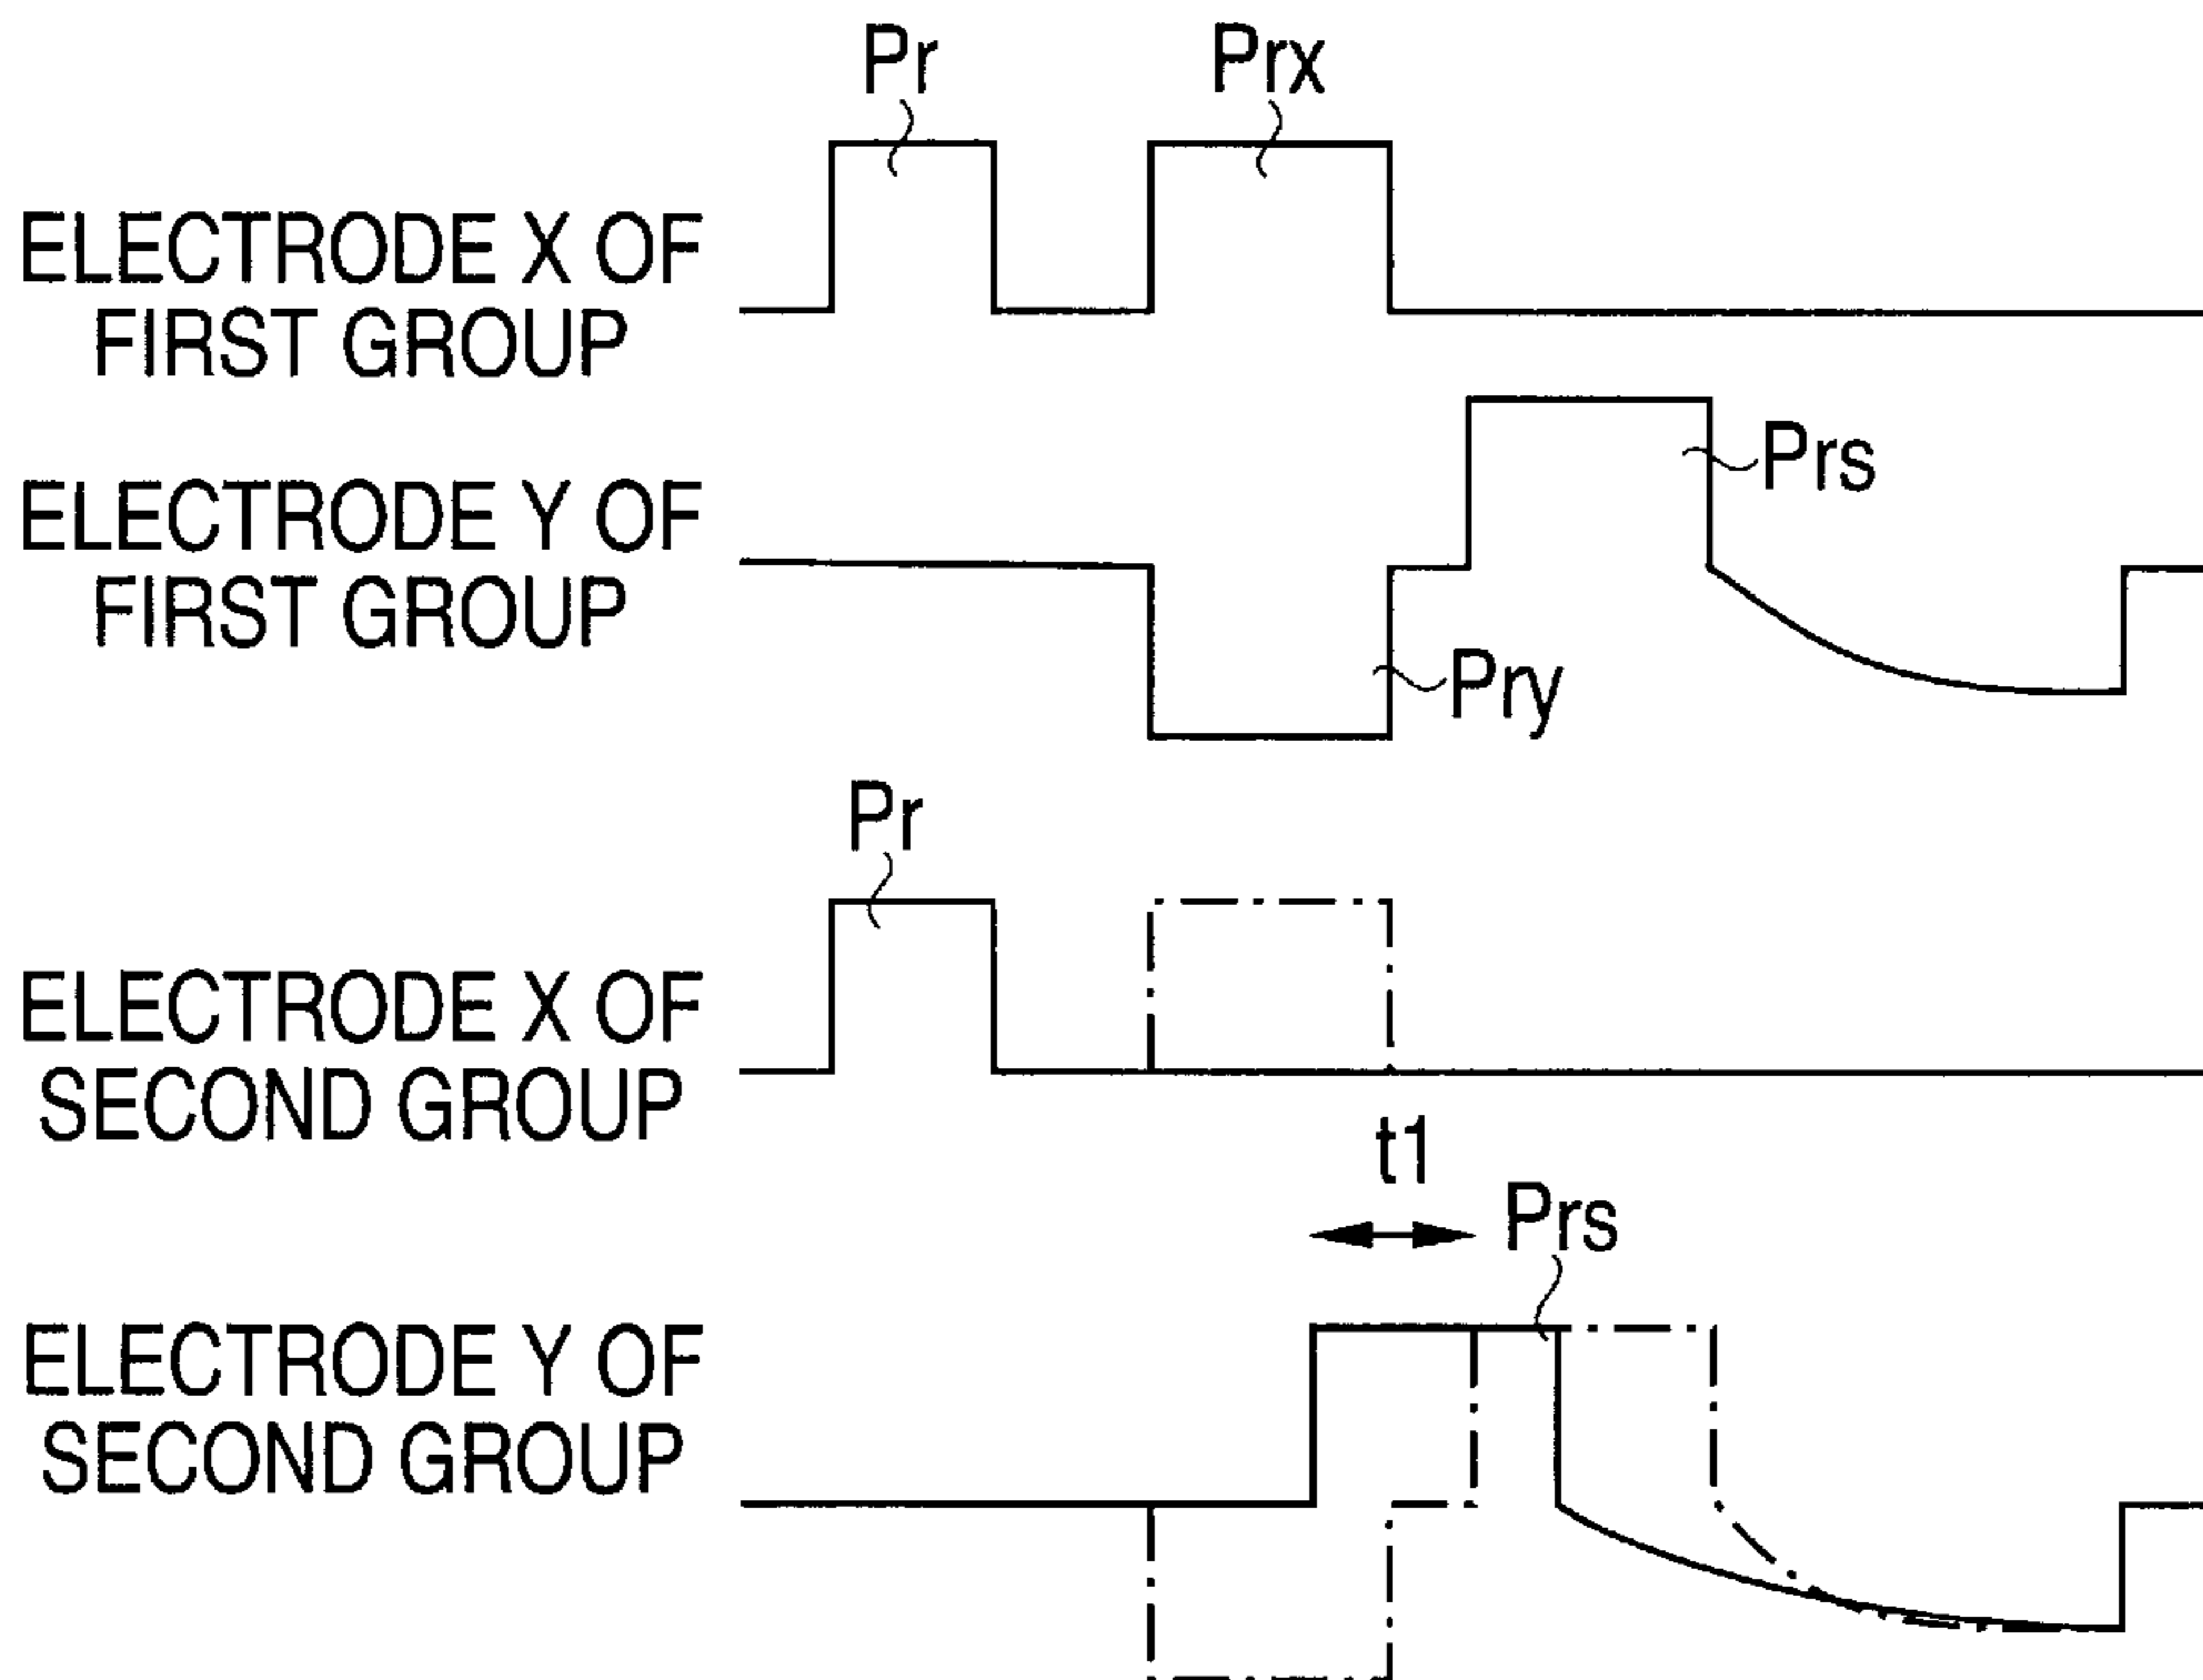 Pr
Prx
ELECTRODE X OF
FIRST GROUP
Prs
ELECTRODE Y OF
FIRST GROUP
Pry
Pr
ELECTRODE X OF
SECOND GROUP
t1
Prs
ELECTRODE Y OF
SECOND GROUP